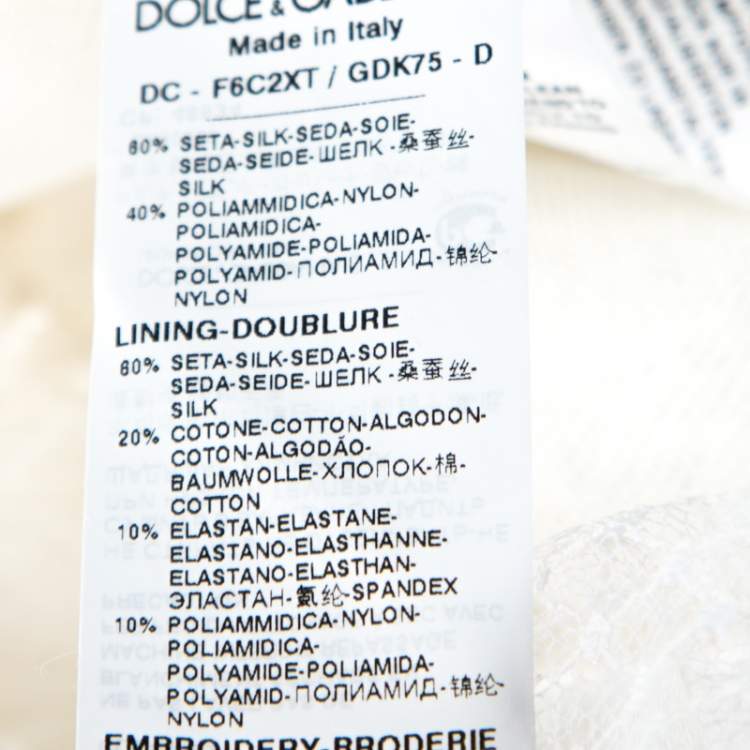 DOLCE & GABBANA
Made in Italy
DC - F6C2XT / GDK75 - D
60% SETA-SILK-SEDA-SOIE-
SEDA-SEIDE-ШЕЛК -桑蚕丝-
SILK
40% POLIAMMIDICA-NYLON-
POLIAMIDICA-
POLYAMIDE-POLIAMIDA-
POLYAMID-ПОЛИАМИД-锦纶-
NYLON
LINING-DOUBLURE
60% SETA-SILK-SEDA-SOIE-
SEDA-SEIDE-ШЕЛК -桑蚕丝-
SILK
20% COTONE-COTTON-ALGODON-
COTON-ALGODÃO-
BAUMWOLLE-ХЛОПОК-棉-
COTTON
10% ELASTAN-ELASTANE-
ELASTANO-ELASTHANNE-
ELASTANO-ELASTHAN-
ЭЛАСТАН-氨纶-SPANDEX
10% POLIAMMIDICA-NYLON-
POLIAMIDICA-
POLYAMIDE-POLIAMIDA-
POLYAMID-ПОЛИАМИД-锦纶-
NYLON
EMBROIDERY-BRODERIE